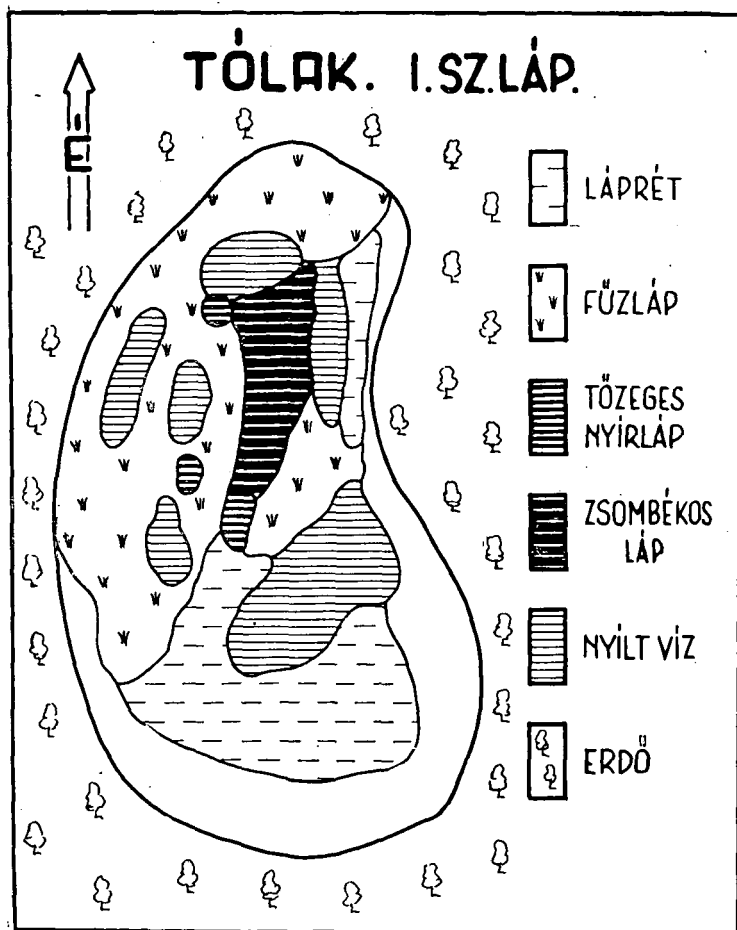 TÓLAK. I.SZ.LÁP.
É
LÁPRÉT
FŰZLÁP
TŐZEGES
NYÍRLÁP
ZSOMBÉKOS
LÁP
NYÍLT VÍZ
ERDŐ